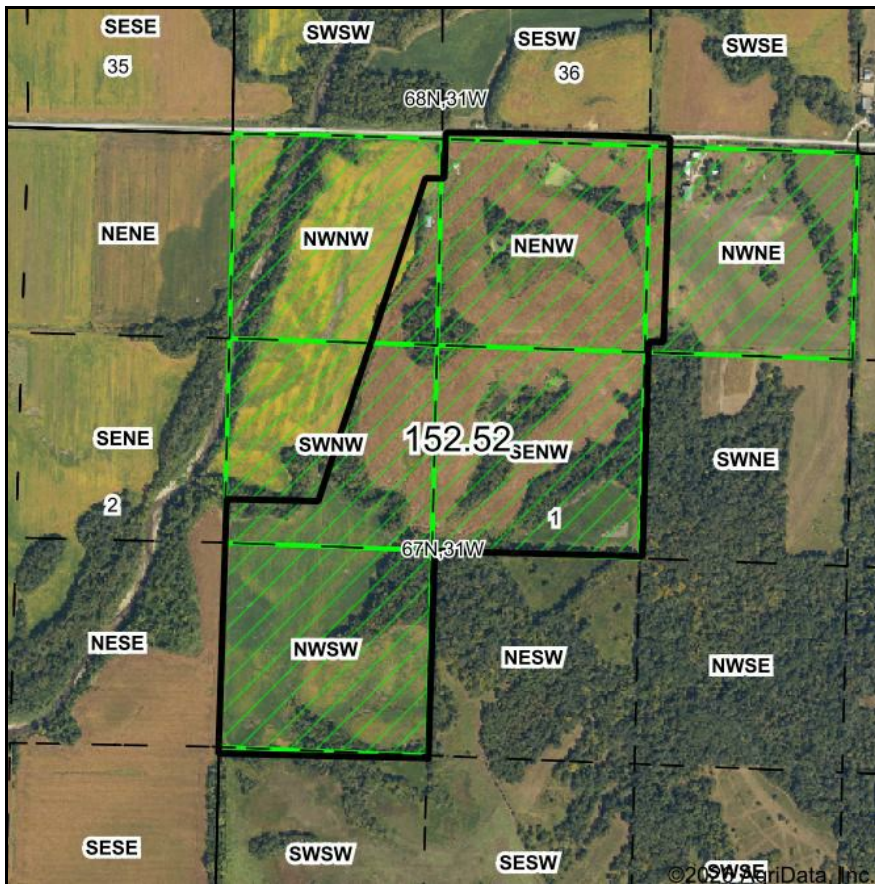 SESE
SWSW
SESW
SWSE
35
36
68N,31W
NENE
NWNW
NENW
NWNE
SENE
SWNW
152.52
SENW
SWNE
2
1
67N,31W
NESE
NWSW
NESW
NWSE
SESE
SWSW
SESW
SWSE
AgriData, Inc.